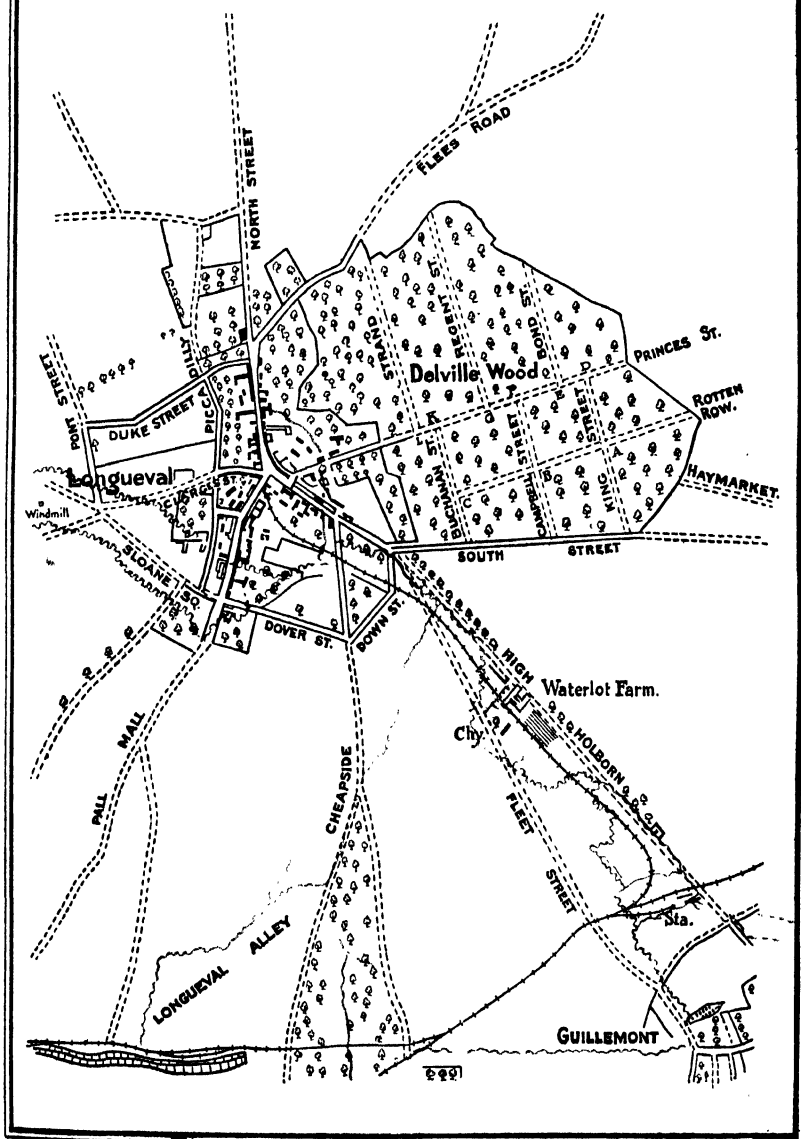 NORTH STREET
FLEES ROAD
STRAND
REGENT ST.
BOND ST.
PRINCES ST.
Delville Wood
PONT STREET
DUKE STREET
PICCADILLY
ROTTEN
ROW.
BUCHANAN ST.
CAMPBELL STREET
KING STREET
HAYMARKET.
Longueval
Windmill
SLOANE SQ.
SOUTH STREET
DOVER ST.
DOWN ST.
HIGH HOLBORN
Waterlot Farm.
Chy.
PALL MALL
CHEAPSIDE
FLEET STREET
Sta.
LONGUEVAL ALLEY
GUILLEMONT